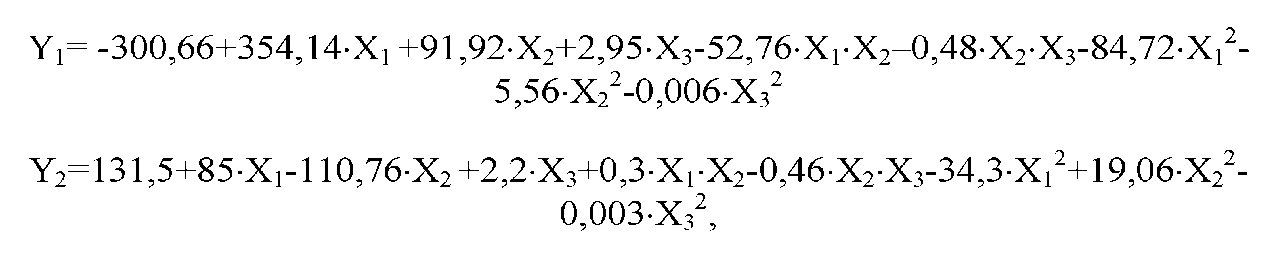 Y₁= -300,66+354,14·X₁ +91,92·X₂+2,95·X₃-52,76·X₁·X₂–0,48·X₂·X₃-84,72·X₁²-
5,56·X₂²-0,006·X₃²
Y₂=131,5+85·X₁-110,76·X₂ +2,2·X₃+0,3·X₁·X₂-0,46·X₂·X₃-34,3·X₁²+19,06·X₂²-
0,003·X₃²,